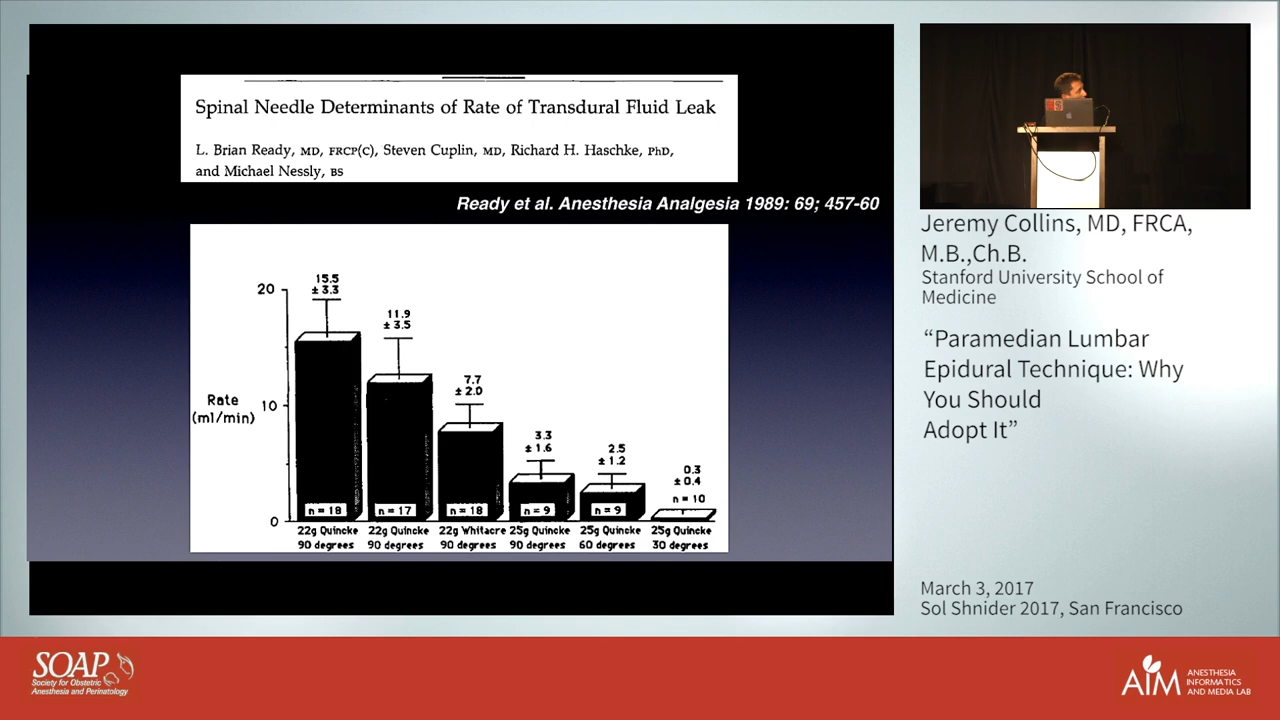 Spinal Needle Determinants of Rate of Transdural Fluid Leak
L. Brian Ready, MD, FRCP(C), Steven Cuplin, MD, Richard H. Haschke, PhD,
and Michael Nessly, BS
Ready et al. Anesthesia Analgesia 1989: 69; 457-60
20
10
0
Rate
(ml/min)
15.5
± 3.3
11.9
± 3.5
7.7
± 2.0
3.3
± 1.6
2.5
± 1.2
0.3
± 0.4
n = 18
n = 17
n = 18
n = 9
n = 9
n = 10
22g Quincke
90 degrees
22g Quincke
90 degrees
22g Whitacre
90 degrees
25g Quincke
90 degrees
25g Quincke
60 degrees
25g Quincke
30 degrees
Jeremy Collins, MD, FRCA,
M.B.,Ch.B.
Stanford University School of
Medicine
“Paramedian Lumbar
Epidural Technique: Why
You Should
Adopt It”
March 3, 2017
Sol Shnider 2017, San Francisco
SOAP
Society for Obstetric
Anesthesia and Perinatology
AIM
ANESTHESIA
INFORMATICS
AND MEDIA LAB